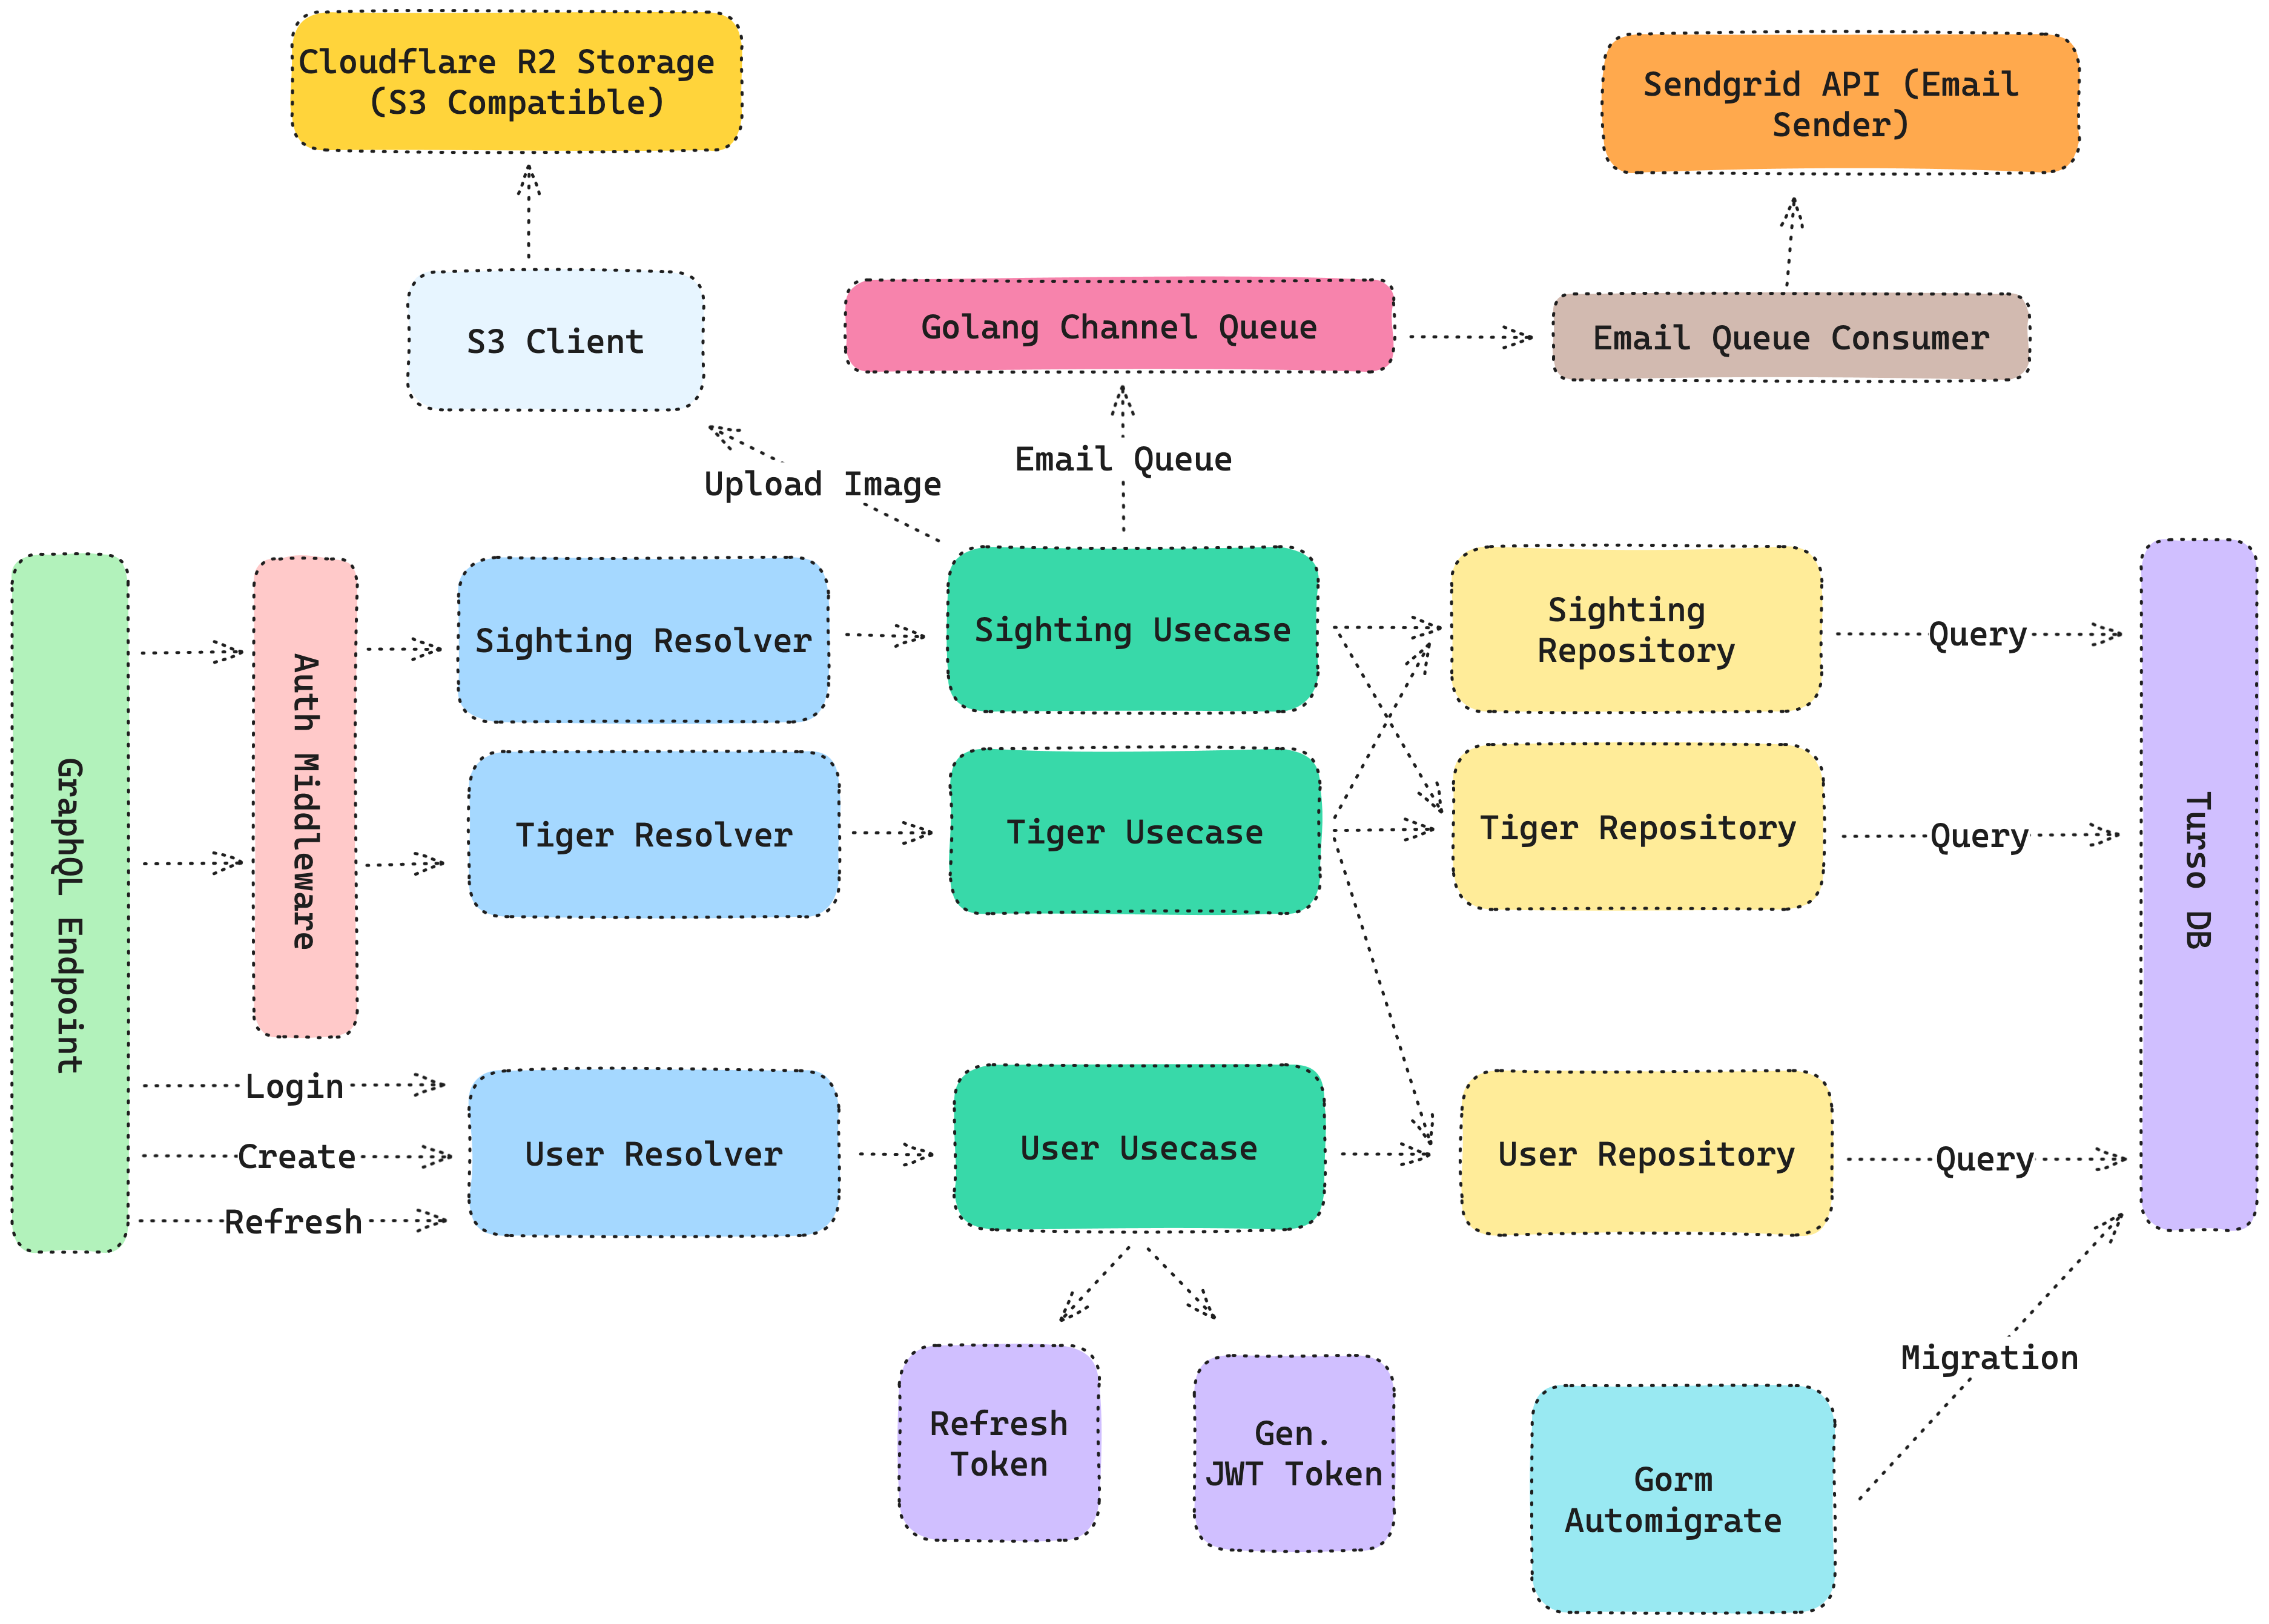 Cloudflare R2 Storage
(S3 Compatible)
Sendgrid API (Email
Sender)
S3 Client
Golang Channel Queue
Email Queue Consumer
Email Queue
Upload Image
GraphQL Endpoint
Auth Middleware
Sighting Resolver
Sighting Usecase
Sighting
Repository
Query
Turso DB
Tiger Resolver
Tiger Usecase
Tiger Repository
Query
Login
Create
Refresh
User Resolver
User Usecase
User Repository
Query
Refresh
Token
Gen.
JWT Token
Migration
Gorm
Automigrate